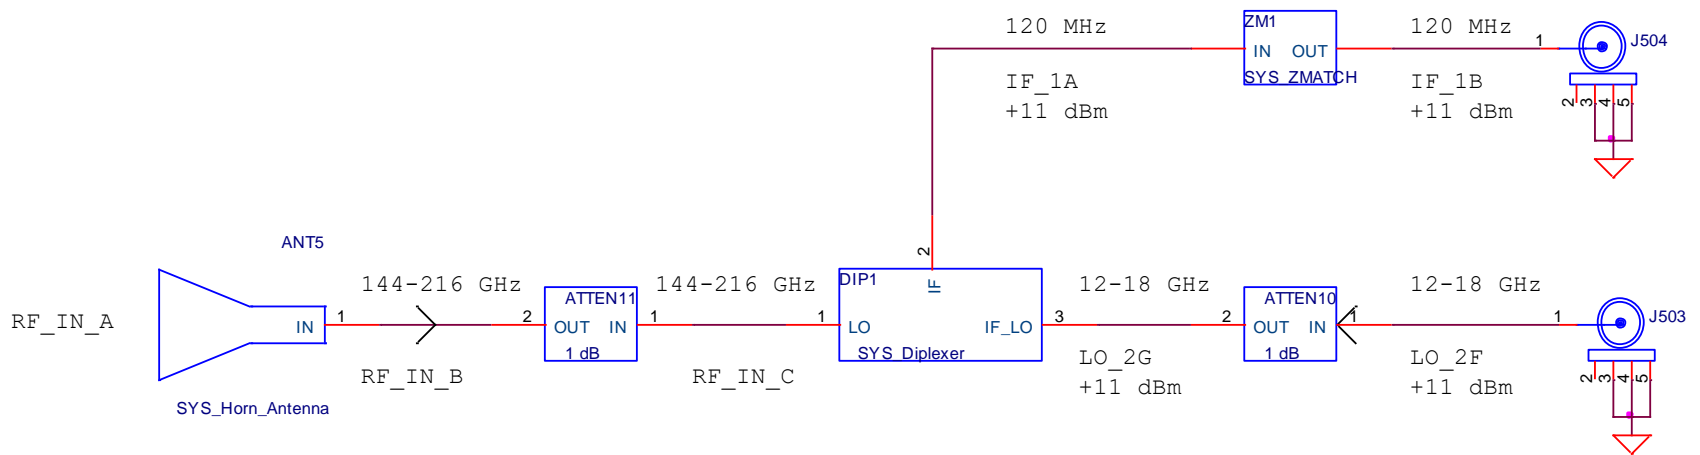 120 MHz
ZM1
120 MHz
1
J504
IN OUT
SYS_ZMATCH
IF_1A
+11 dBm
IF_1B
+11 dBm
2 3 4 5
ANT5
2
144-216 GHz
ATTEN11
144-216 GHz
DIP1
IF
12-18 GHz
ATTEN10
12-18 GHz
RF_IN_A
IN
1
2
OUT IN
1
1
LO
IF_LO
3
2
OUT IN
1
1
J503
1 dB
SYS_Diplexer
1 dB
RF_IN_B
RF_IN_C
LO_2G
+11 dBm
LO_2F
+11 dBm
2 3 4 5
SYS_Horn_Antenna